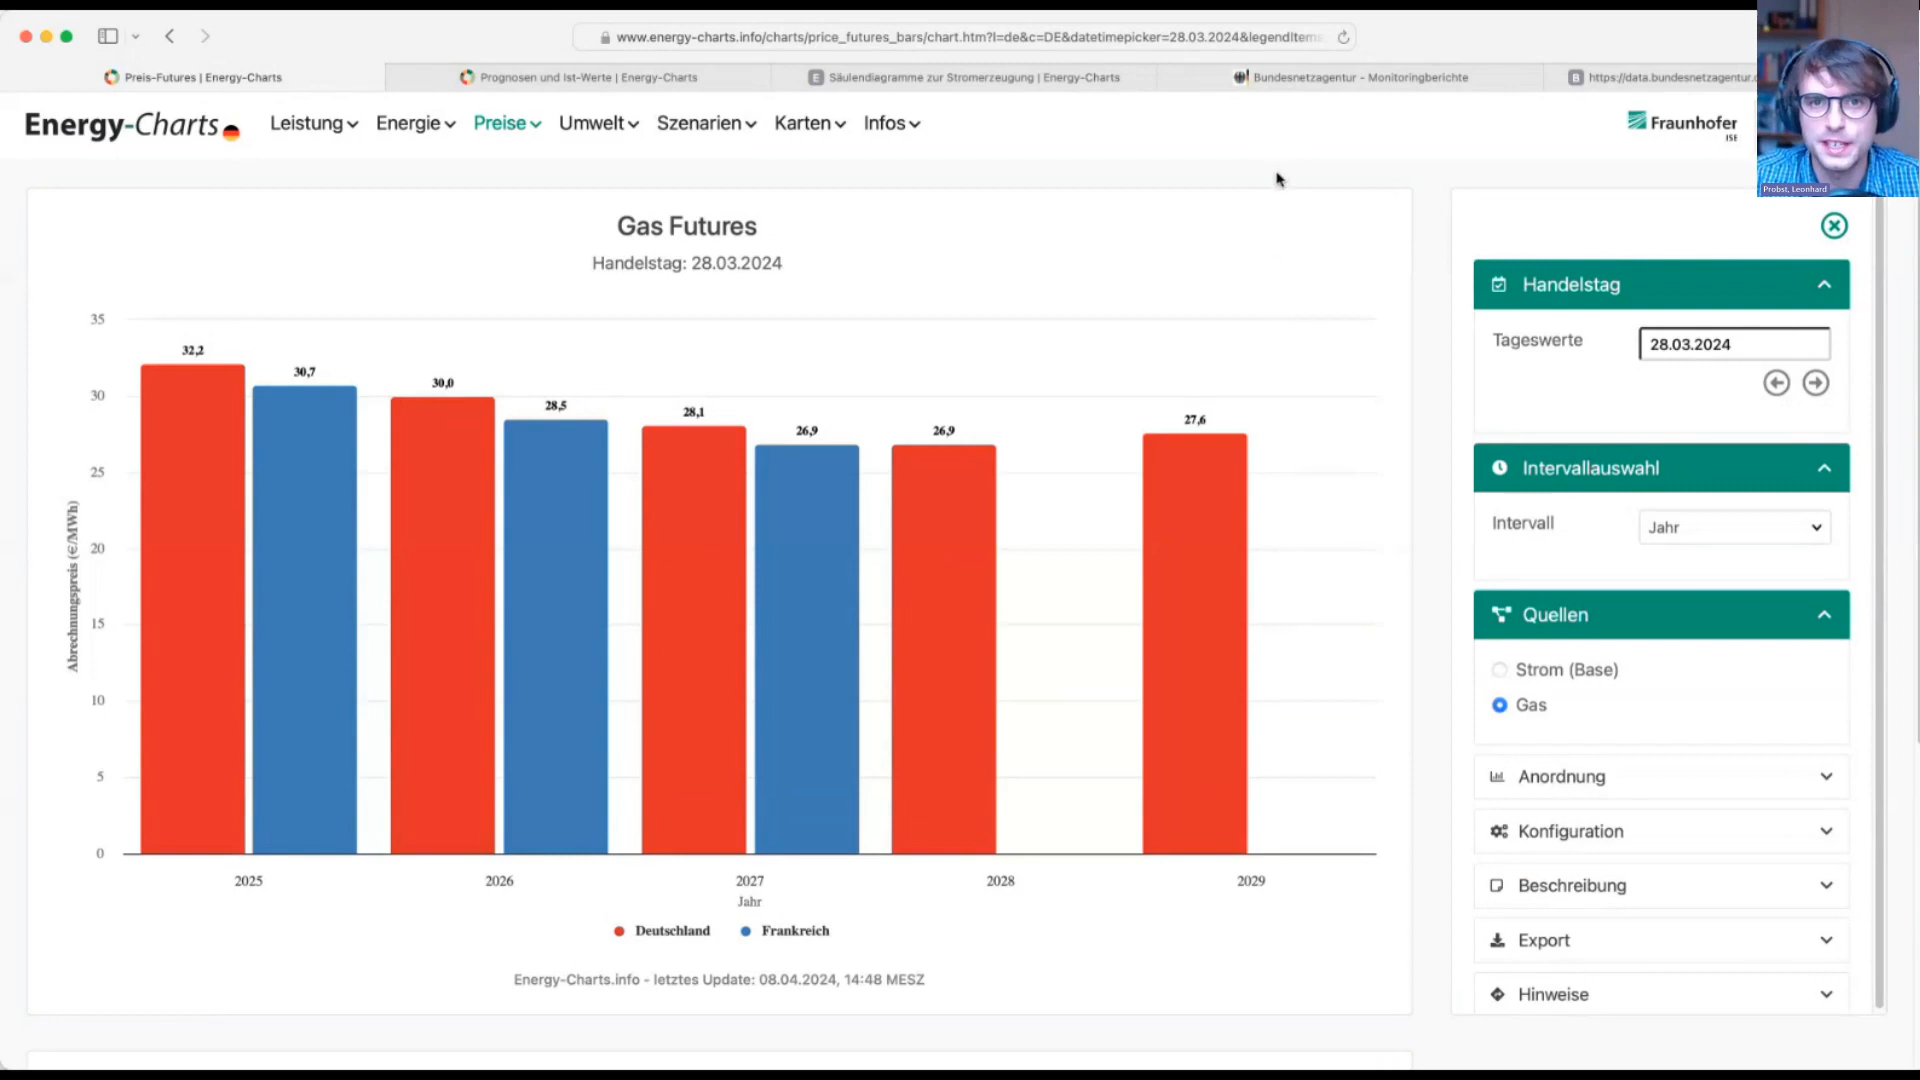 www.energy-charts.info/charts/price_futures_bars/chart.htm?l=de&c=DE&datetimepicker=28.03.2024&legendItems
Preis-Futures | Energy-Charts
Prognosen und Ist-Werte | Energy-Charts
E Säulendiagramme zur Stromerzeugung | Energy-Charts
Bundesnetzagentur - Monitoringberichte
B https://data.bundesnetzagentur.
Energy-Charts
Leistung
Energie
Preise
Umwelt
Szenarien
Karten
Infos
Fraunhofer
ISE
Probst, Leonhard
Gas Futures
Handelstag: 28.03.2024
Abrechnungspreis (€/MWh)
35
30
25
20
15
10
5
0
32,2
30,7
30,0
28,5
28,1
26,9
26,9
27,6
2025
2026
2027
2028
2029
Jahr
Deutschland
Frankreich
Energy-Charts.info - letztes Update: 08.04.2024, 14:48 MESZ
Handelstag
Tageswerte
28.03.2024
Intervallauswahl
Intervall
Jahr
Quellen
Strom (Base)
Gas
Anordnung
Konfiguration
Beschreibung
Export
Hinweise